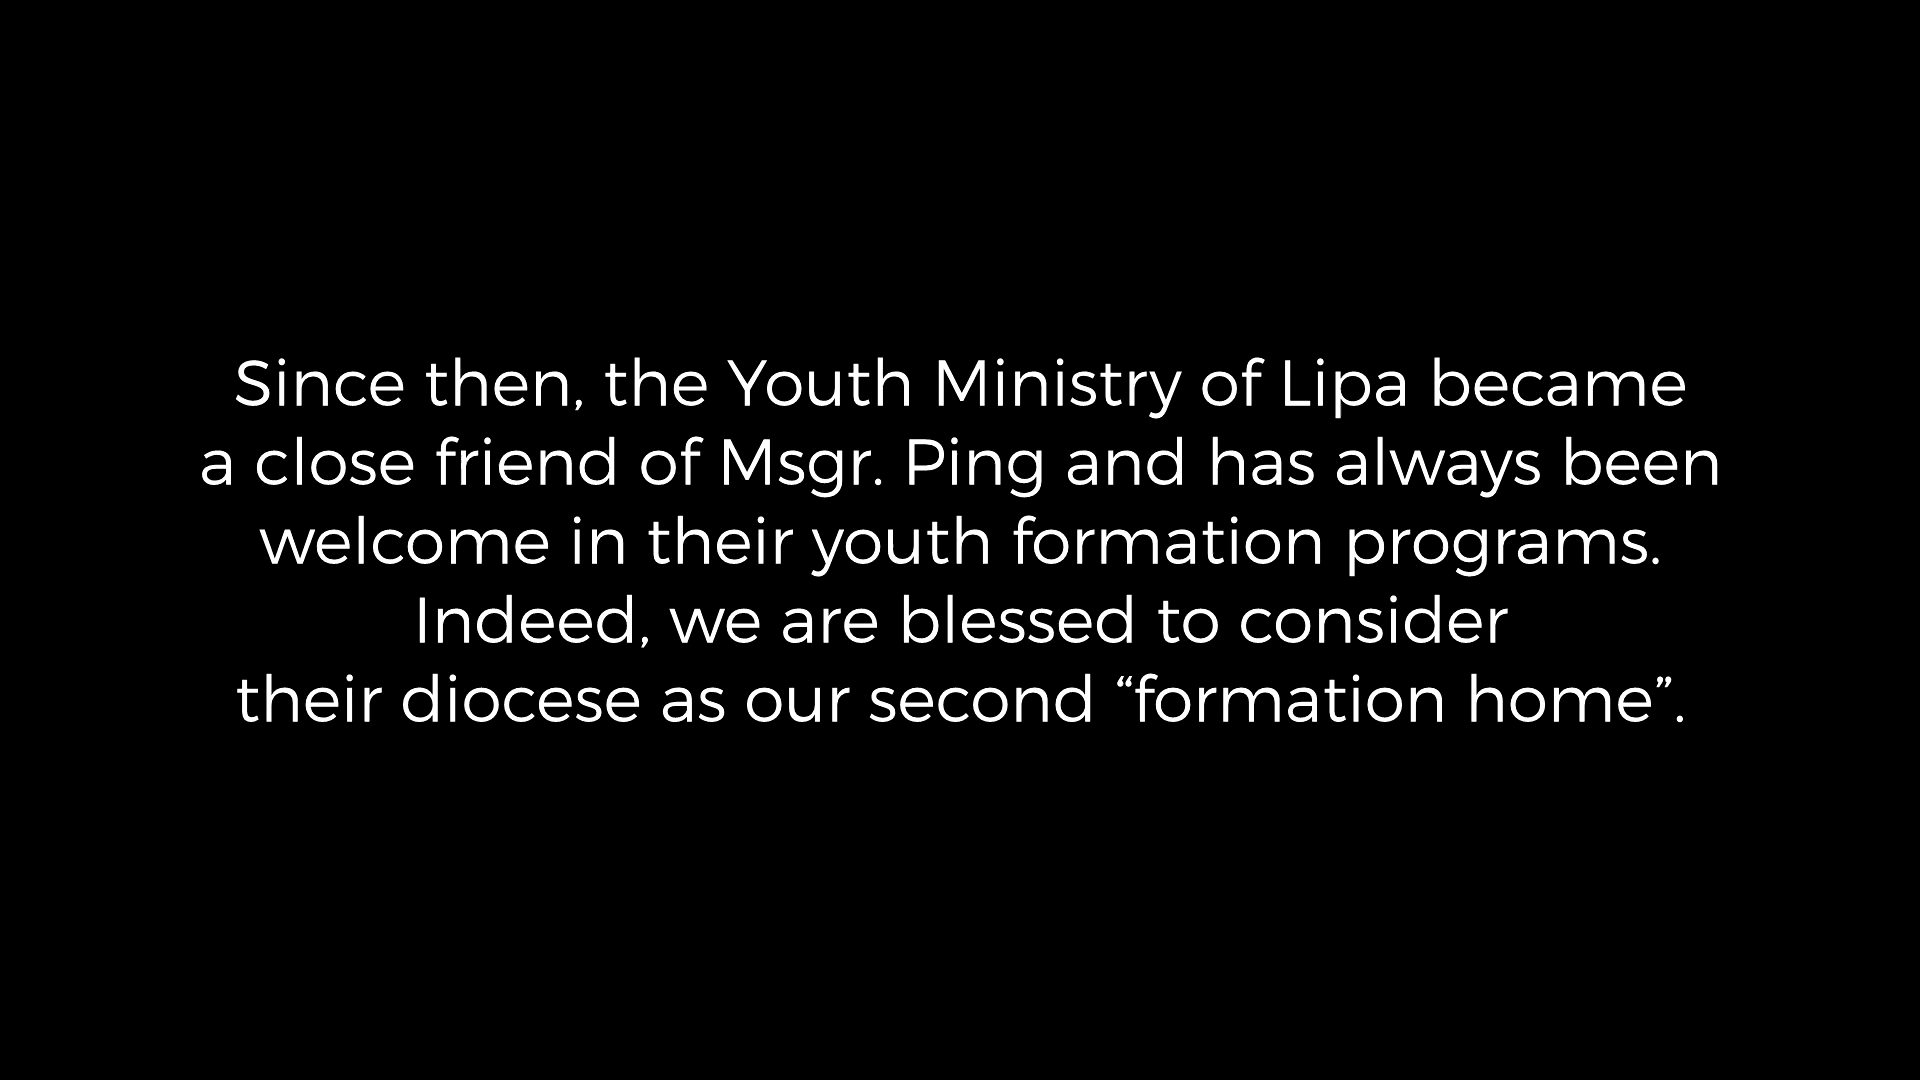 Since then, the Youth Ministry of Lipa became
a close friend of Msgr. Ping and has always been
welcome in their youth formation programs.
Indeed, we are blessed to consider
their diocese as our second “formation home”.